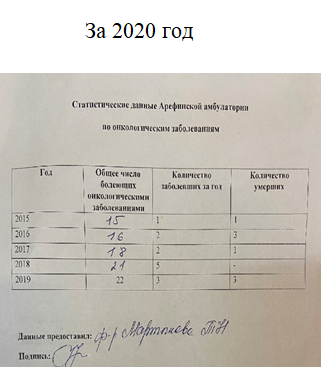 За 2020 год
Статистические данные Арефинской амбулатории
по онкологическим заболеваниям
Год Общее число болеющих онкологическими заболеваниями Количество заболевших за год Количество умерших
2015 15 1 1
2016 16 2 3
2017 18 2 1
2018 21 5 -
2019 22 3 3
Данные предоставил: ф-р Мартынова ТН
Подпись: